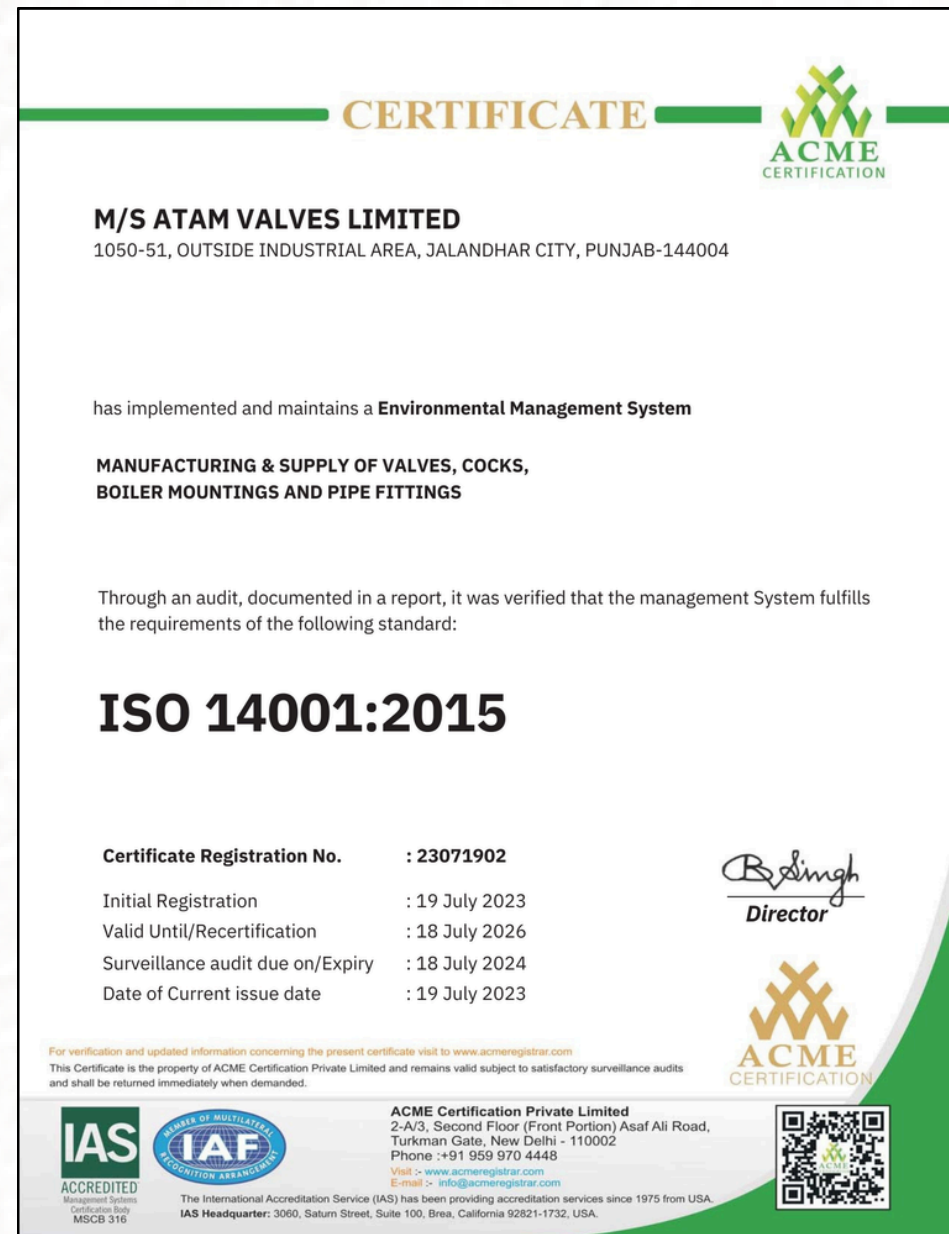 CERTIFICATE
ACME
CERTIFICATION
M/S ATAM VALVES LIMITED
1050-51, OUTSIDE INDUSTRIAL AREA, JALANDHAR CITY, PUNJAB-144004
has implemented and maintains a Environmental Management System
MANUFACTURING & SUPPLY OF VALVES, COCKS,
BOILER MOUNTINGS AND PIPE FITTINGS
Through an audit, documented in a report, it was verified that the management System fulfills
the requirements of the following standard:
ISO 14001:2015
Certificate Registration No. : 23071902
Initial Registration : 19 July 2023
Valid Until/Recertification : 18 July 2026
Surveillance audit due on/Expiry : 18 July 2024
Date of Current issue date : 19 July 2023
B Singh
Director
ACME
CERTIFICATION
For verification and updated information concerning the present certificate visit to www.acmeregistrar.com
This Certificate is the property of ACME Certification Private Limited and remains valid subject to satisfactory surveillance audits
and shall be returned immediately when demanded.
IAS
ACCREDITED
Management Systems
Certification Body
MSCB 316
MEMBER OF MULTILATERAL
IAF
RECOGNITION ARRANGEMENT
ACME Certification Private Limited
2-A/3, Second Floor (Front Portion) Asaf Ali Road,
Turkman Gate, New Delhi - 110002
Phone :+91 959 970 4448
Visit :- www.acmeregistrar.com
E-mail :- info@acmeregistrar.com
The International Accreditation Service (IAS) has been providing accreditation services since 1975 from USA.
IAS Headquarter: 3060, Saturn Street, Suite 100, Brea, California 92821-1732, USA.
ACME